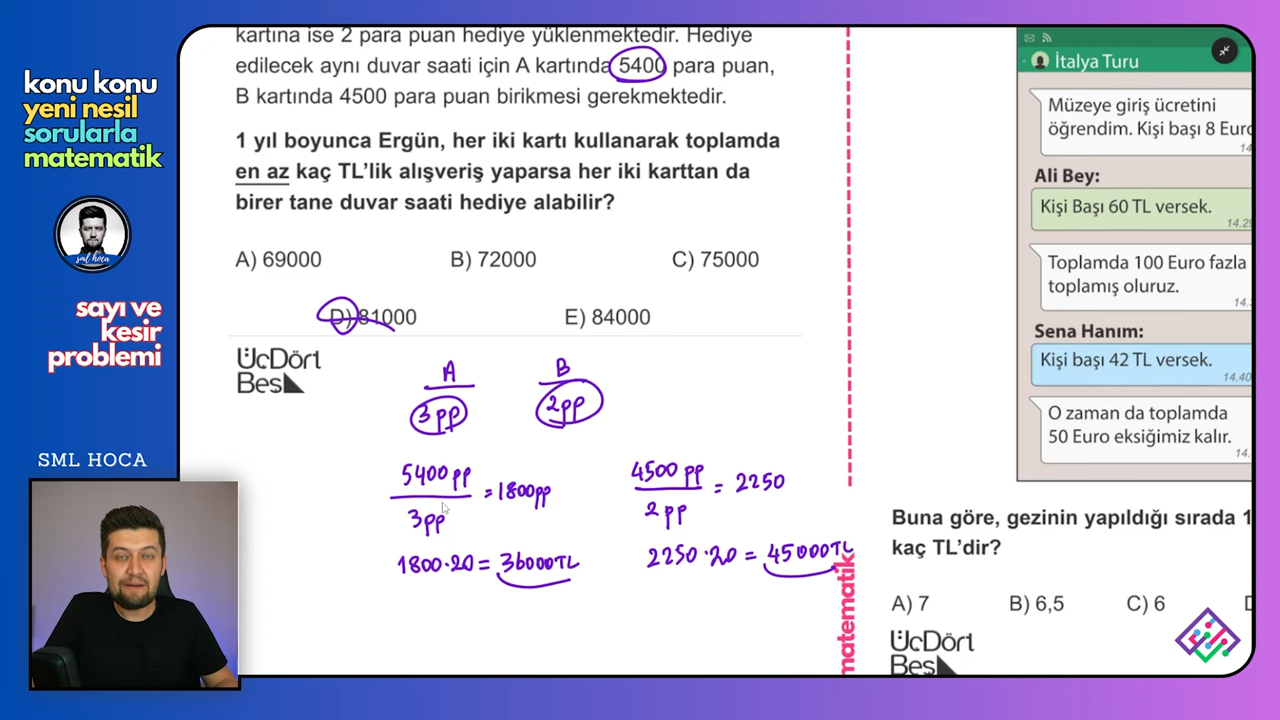 konu konu
yeni nesil
sorularla
matematik
sml hoca
sayı ve
kesir
problemi
SML HOCA
kartına ise 2 para puan hediye yüklenmektedir. Hediye
edilecek aynı duvar saati için A kartında 5400 para puan,
B kartında 4500 para puan birikmesi gerekmektedir.
1 yıl boyunca Ergün, her iki kartı kullanarak toplamda
en az kaç TL'lik alışveriş yaparsa her iki karttan da
birer tane duvar saati hediye alabilir?
A) 69000 B) 72000 C) 75000
D) 81000 E) 84000
ÜçDört
Beş
A B
3pp 2pp
5400 pp / 3pp = 1800pp
4500 pp / 2pp = 2250
1800·20 = 36000TL
2250·20 = 45000TL
matematik
İtalya Turu
Müzeye giriş ücretini
öğrendim. Kişi başı 8 Euro
Ali Bey:
Kişi Başı 60 TL versek.
14.29
Toplamda 100 Euro fazla
toplamış oluruz.
14.3
Sena Hanım:
Kişi başı 42 TL versek.
14.40
O zaman da toplamda
50 Euro eksiğimiz kalır.
14.
Buna göre, gezinin yapıldığı sırada 1
kaç TL'dir?
A) 7 B) 6,5 C) 6
ÜçDört
Beş